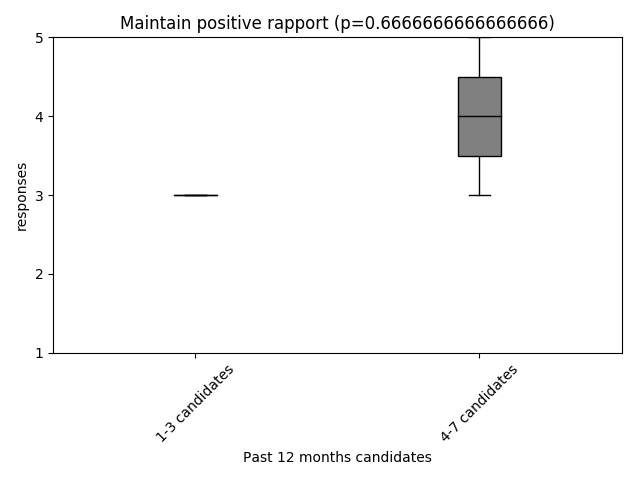 Maintain positive rapport (p=0.6666666666666666)
5
4
3
2
1
responses
1-3 candidates
4-7 candidates
Past 12 months candidates